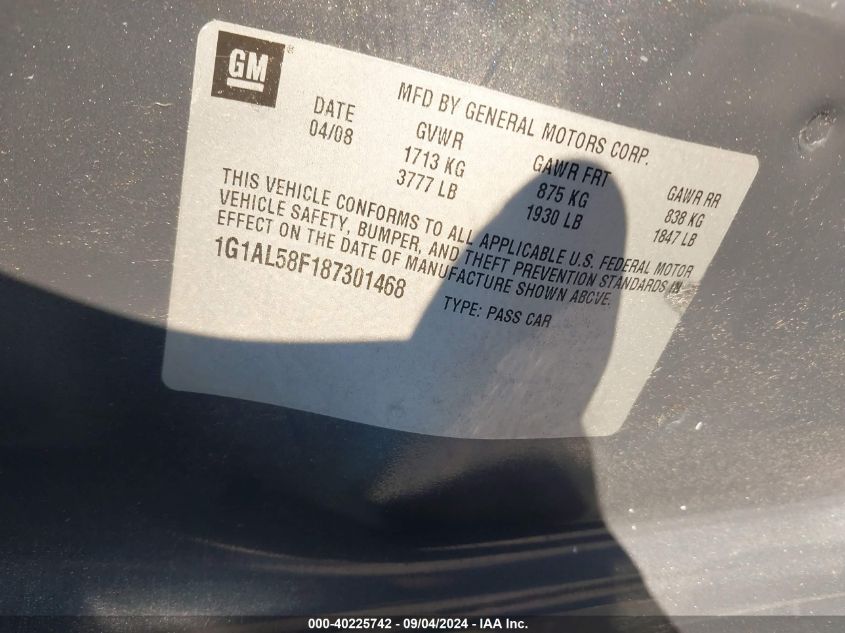 GM
®
MFD BY GENERAL MOTORS CORP.
DATE
04/08
GVWR
1713 KG
3777 LB
GAWR FRT
875 KG
1930 LB
GAWR RR
838 KG
1847 LB
THIS VEHICLE CONFORMS TO ALL APPLICABLE U.S. FEDERAL MOTOR
VEHICLE SAFETY, BUMPER, AND THEFT PREVENTION STANDARDS IN
EFFECT ON THE DATE OF MANUFACTURE SHOWN ABOVE.
1G1AL58F187301468
TYPE: PASS CAR
000-40225742 - 09/04/2024 - IAA Inc.